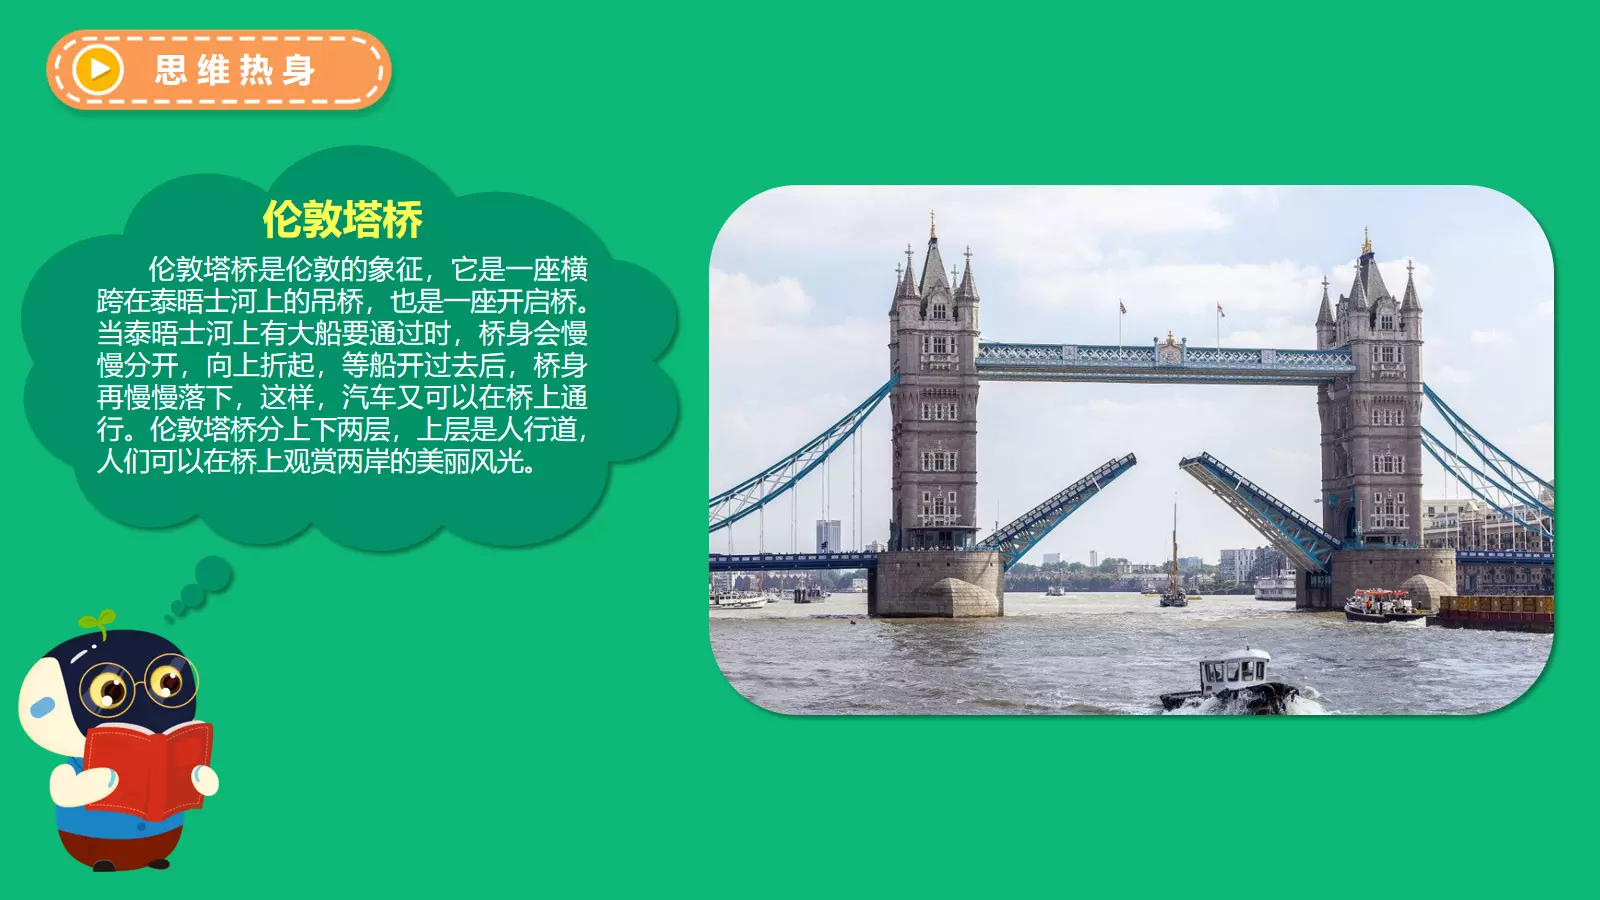 思维热身
伦敦塔桥
伦敦塔桥是伦敦的象征，它是一座横
跨在泰晤士河上的吊桥，也是一座开启桥。
当泰晤士河上有大船要通过时，桥身会慢
慢分开，向上折起，等船开过去后，桥身
再慢慢落下，这样，汽车又可以在桥上通
行。伦敦塔桥分上下两层，上层是人行道，
人们可以在桥上观赏两岸的美丽风光。